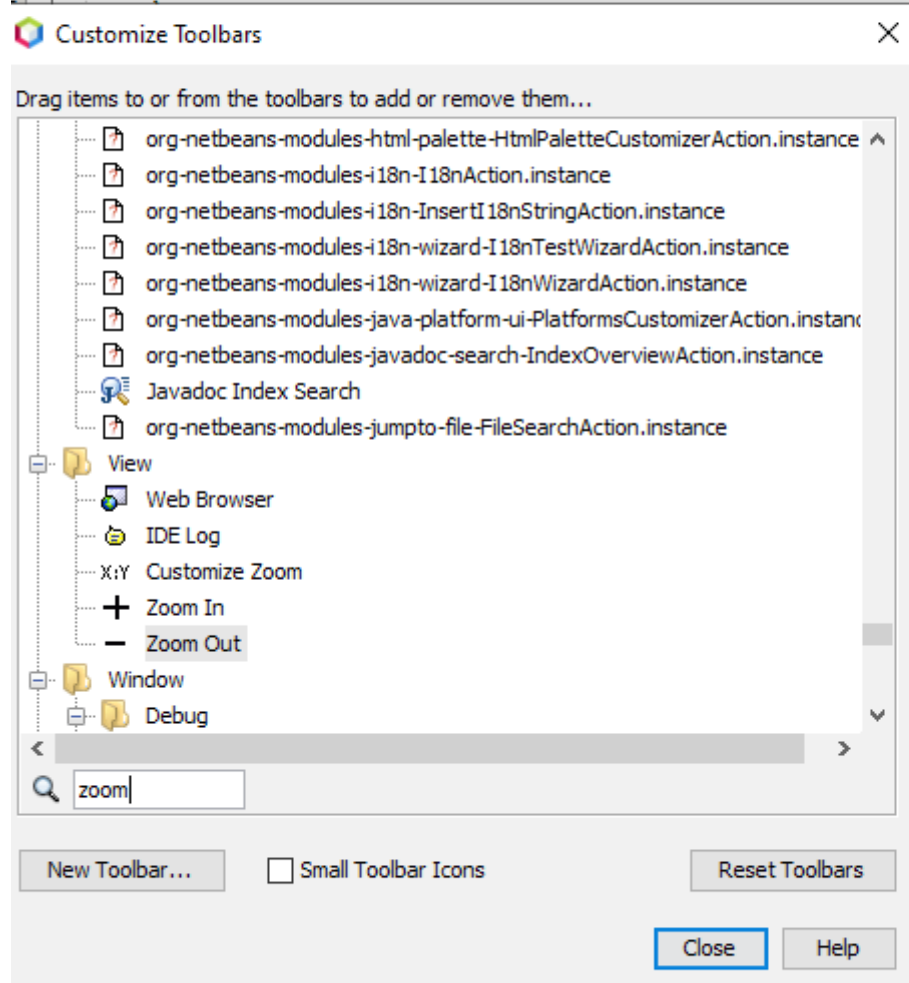 Customize Toolbars
Drag items to or from the toolbars to add or remove them...
org-netbeans-modules-html-palette-HtmlPaletteCustomizerAction.instance
org-netbeans-modules-i18n-I18nAction.instance
org-netbeans-modules-i18n-InsertI18nStringAction.instance
org-netbeans-modules-i18n-wizard-I18nTestWizardAction.instance
org-netbeans-modules-i18n-wizard-I18nWizardAction.instance
org-netbeans-modules-java-platform-ui-PlatformsCustomizerAction.instanc
org-netbeans-modules-javadoc-search-IndexOverviewAction.instance
Javadoc Index Search
org-netbeans-modules-jumpto-file-FileSearchAction.instance
View
Web Browser
IDE Log
X:Y Customize Zoom
Zoom In
Zoom Out
Window
Debug
zoom
New Toolbar... Small Toolbar Icons Reset Toolbars
Close Help